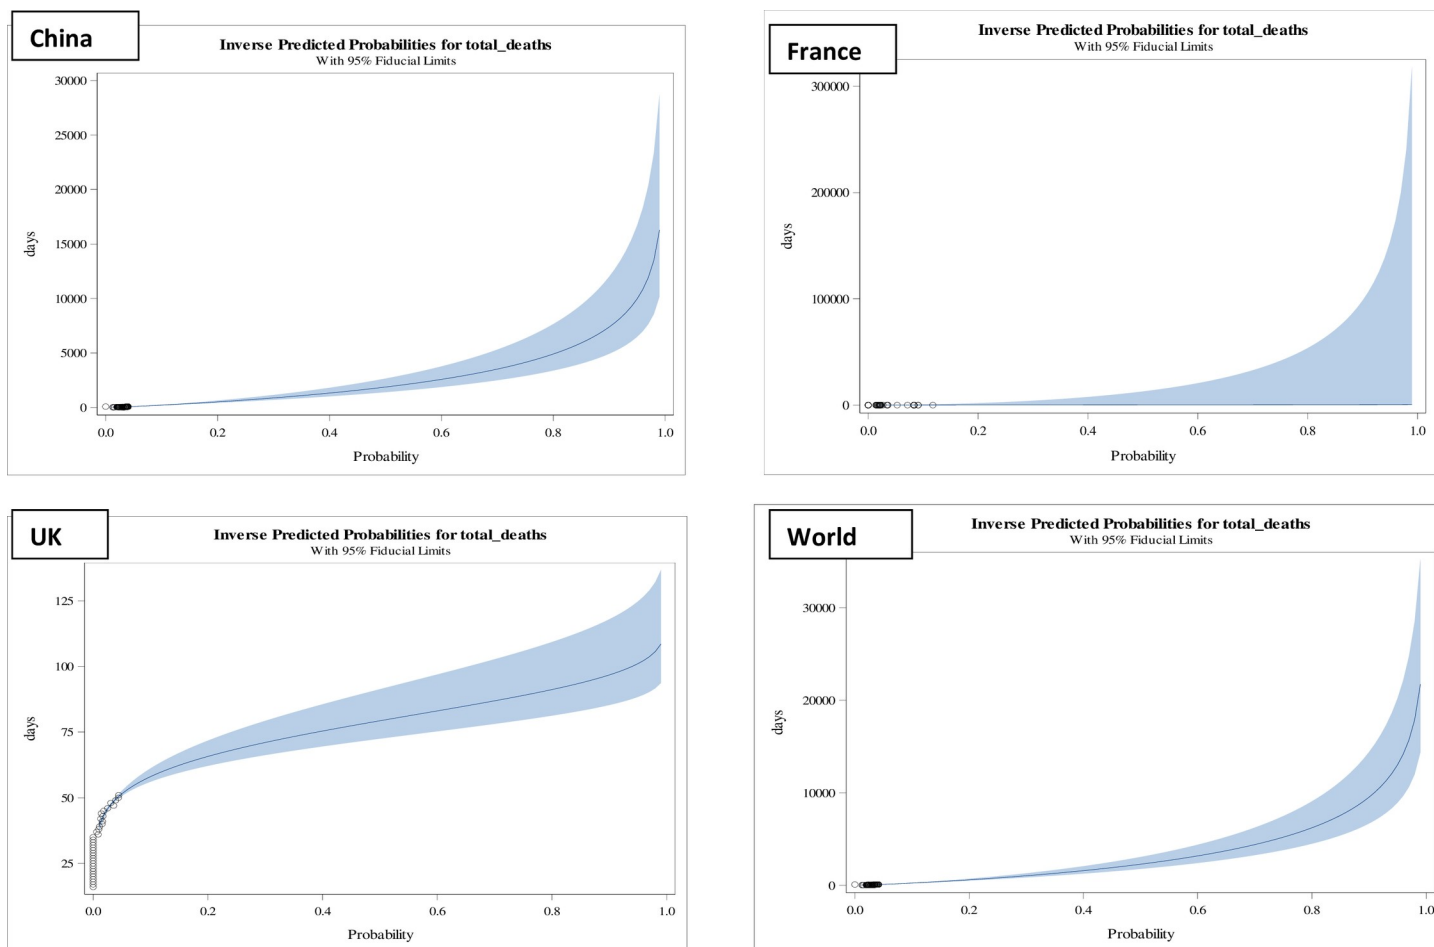 China
Inverse Predicted Probabilities for total_deaths
With 95% Fiducial Limits
30000
25000
20000
15000
10000
5000
0
days
0.0 0.2 0.4 0.6 0.8 1.0
Probability
France
Inverse Predicted Probabilities for total_deaths
With 95% Fiducial Limits
300000
200000
100000
0
days
0.0 0.2 0.4 0.6 0.8 1.0
Probability
UK
Inverse Predicted Probabilities for total_deaths
With 95% Fiducial Limits
125
100
75
50
25
days
0.0 0.2 0.4 0.6 0.8 1.0
Probability
World
Inverse Predicted Probabilities for total_deaths
With 95% Fiducial Limits
30000
20000
10000
0
days
0.0 0.2 0.4 0.6 0.8 1.0
Probability